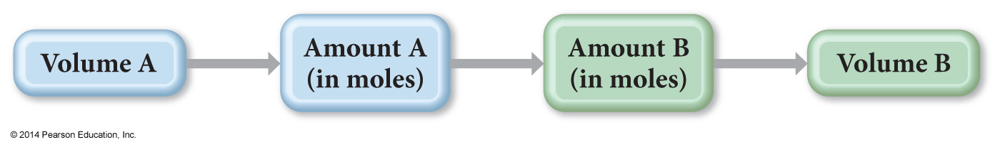 Volume A
Amount A
(in moles)
Amount B
(in moles)
Volume B
© 2014 Pearson Education, Inc.